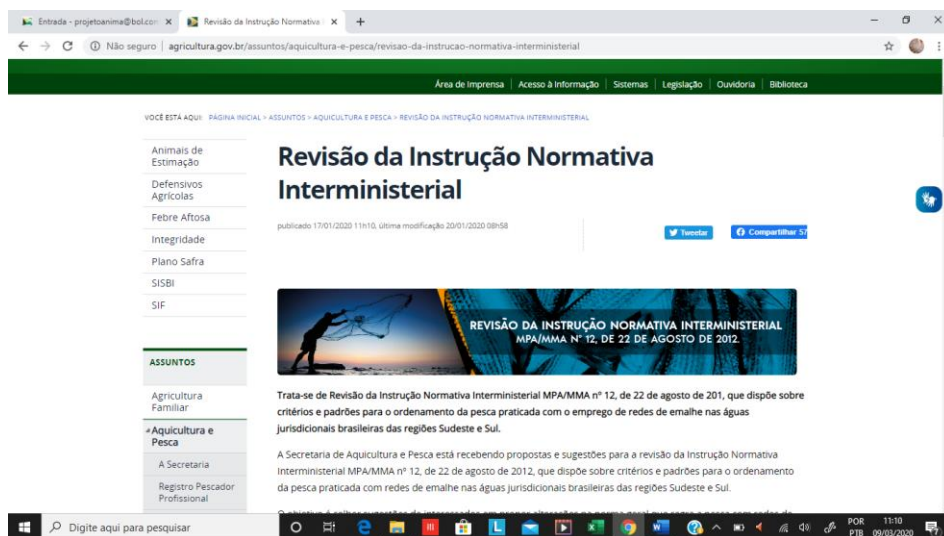 Entrada - projetoanima@bol.con
Revisão da Instrução Normativa I
Não seguro | agricultura.gov.br/assuntos/aquicultura-e-pesca/revisao-da-instrucao-normativa-interministerial
Área de Imprensa | Acesso à Informação | Sistemas | Legislação | Ouvidoria | Biblioteca
VOCÊ ESTÁ AQUI: PÁGINA INICIAL > ASSUNTOS > AQUICULTURA E PESCA > REVISÃO DA INSTRUÇÃO NORMATIVA INTERMINISTERIAL
Animais de
Estimação
Defensivos
Agrícolas
Febre Aftosa
Integridade
Plano Safra
SISBI
SIF
ASSUNTOS
Agricultura
Familiar
Aquicultura e
Pesca
A Secretaria
Registro Pescador
Profissional
Revisão da Instrução Normativa
Interministerial
publicado 17/01/2020 11h10, última modificação 20/01/2020 08h58
Tweetar
Compartilhar 57
REVISÃO DA INSTRUÇÃO NORMATIVA INTERMINISTERIAL
MPA/MMA N° 12, DE 22 DE AGOSTO DE 2012.
Trata-se de Revisão da Instrução Normativa Interministerial MPA/MMA nº 12, de 22 de agosto de 201, que dispõe sobre
critérios e padrões para o ordenamento da pesca praticada com o emprego de redes de emalhe nas águas
jurisdicionais brasileiras das regiões Sudeste e Sul.
A Secretaria de Aquicultura e Pesca está recebendo propostas e sugestões para a revisão da Instrução Normativa
Interministerial MPA/MMA nº 12, de 22 de agosto de 2012, que dispõe sobre critérios e padrões para o ordenamento
da pesca praticada com redes de emalhe nas águas jurisdicionais brasileiras das regiões Sudeste e Sul.
Digite aqui para pesquisar
POR
PTB
11:10
09/03/2020